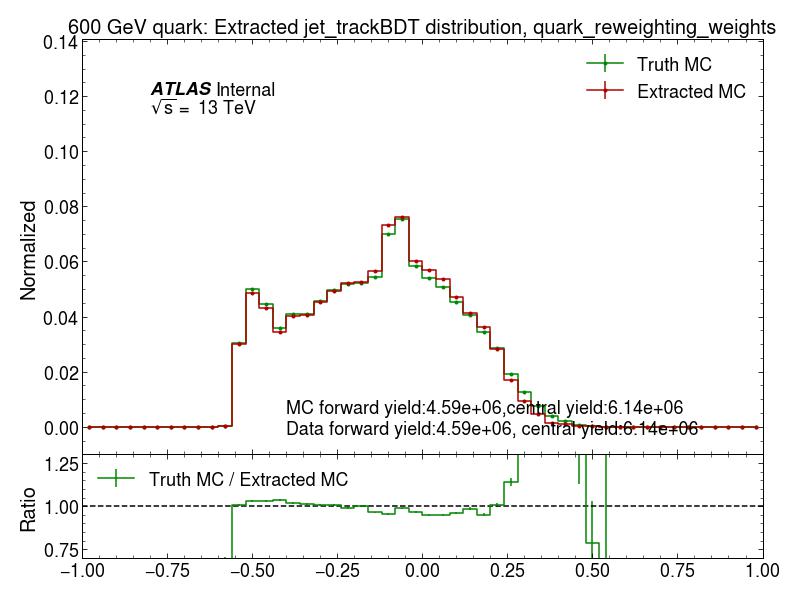 600 GeV quark: Extracted jet_trackBDT distribution, quark_reweighting_weights
0.14
0.12
0.10
0.08
0.06
0.04
0.02
0.00
Normalized
ATLAS Internal
√s = 13 TeV
Truth MC
Extracted MC
MC forward yield:4.59e+06,central yield:6.14e+06
Data forward yield:4.59e+06, central yield:6.14e+06
1.25
1.00
0.75
Ratio
Truth MC / Extracted MC
−1.00 −0.75 −0.50 −0.25 0.00 0.25 0.50 0.75 1.00